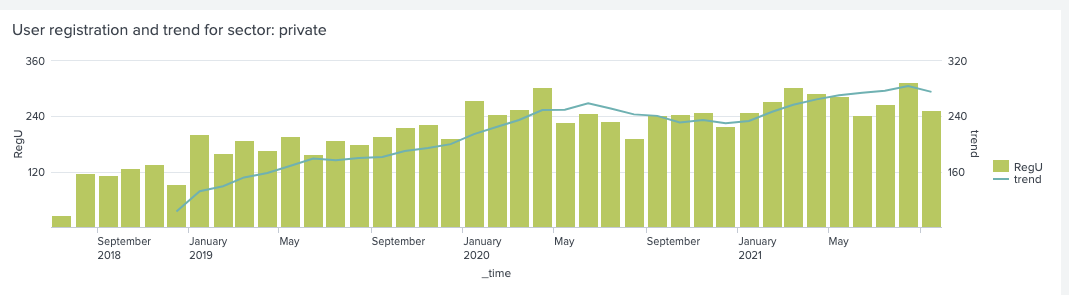 User registration and trend for sector: private
360
240
120
RegU
320
240
160
trend
RegU
trend
September
2018
January
2019
May
September
January
2020
May
September
January
2021
May
_time